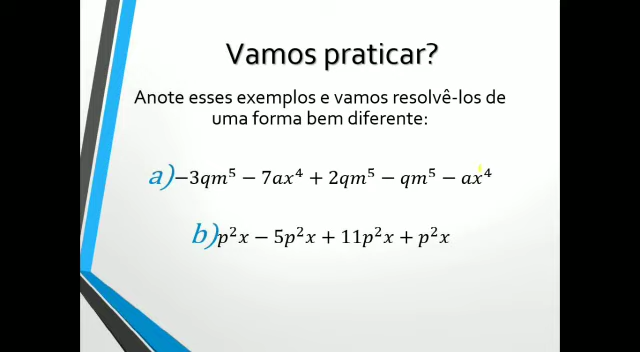 Vamos praticar?
Anote esses exemplos e vamos resolvê-los de
uma forma bem diferente:
a)−3qm⁵ − 7ax⁴ + 2qm⁵ − qm⁵ − ax⁴
b)p²x − 5p²x + 11p²x + p²x